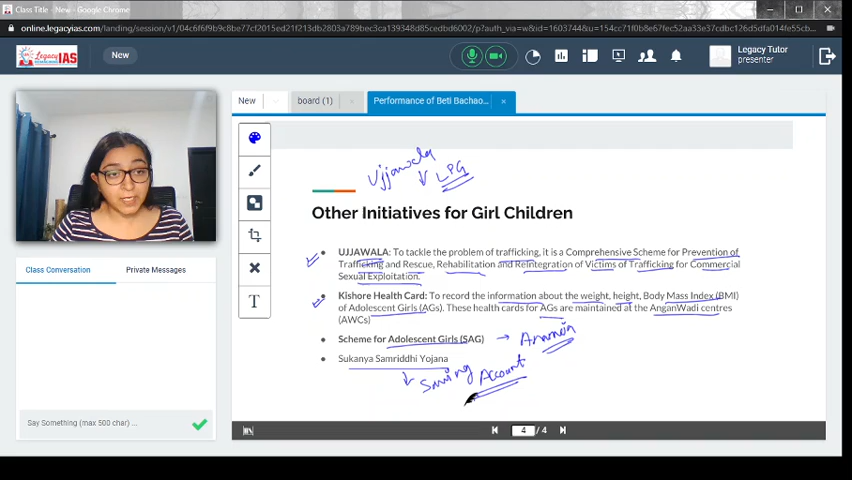 Class Title - New - Google Chrome
New
Legacy IAS
Legacy Tutor
presenter
New
board (1)
Performance of Beti Bachao...
Ujjawala
LPG
Other Initiatives for Girl Children
UJJAWALA: To tackle the problem of trafficking, it is a Comprehensive Scheme for Prevention of
Trafficking and Rescue, Rehabilitation and ReIntegration of Victims of Trafficking for Commercial
Sexual Exploitation.
Kishore Health Card: To record the information about the weight, height, Body Mass Index (BMI)
of Adolescent Girls (AGs). These health cards for AGs are maintained at the AnganWadi centres
(AWCs)
Scheme for Adolescent Girls (SAG) →
Sukanya Samriddhi Yojana
Saving Account
Class Conversation
Private Messages
Say Something (max 500 char) ...
4 / 4